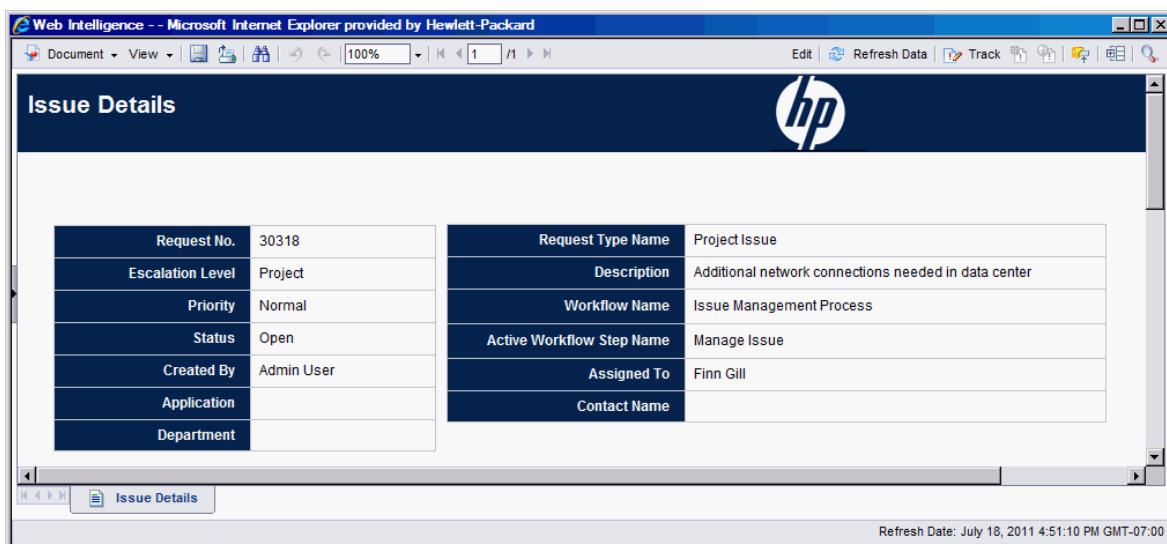 Web Intelligence - - Microsoft Internet Explorer provided by Hewlett-Packard
Document View 100% 1 /1 Edit Refresh Data Track
Issue Details
hp
Request No. 30318
Escalation Level Project
Priority Normal
Status Open
Created By Admin User
Application
Department
Request Type Name Project Issue
Description Additional network connections needed in data center
Workflow Name Issue Management Process
Active Workflow Step Name Manage Issue
Assigned To Finn Gill
Contact Name
Issue Details
Refresh Date: July 18, 2011 4:51:10 PM GMT-07:00